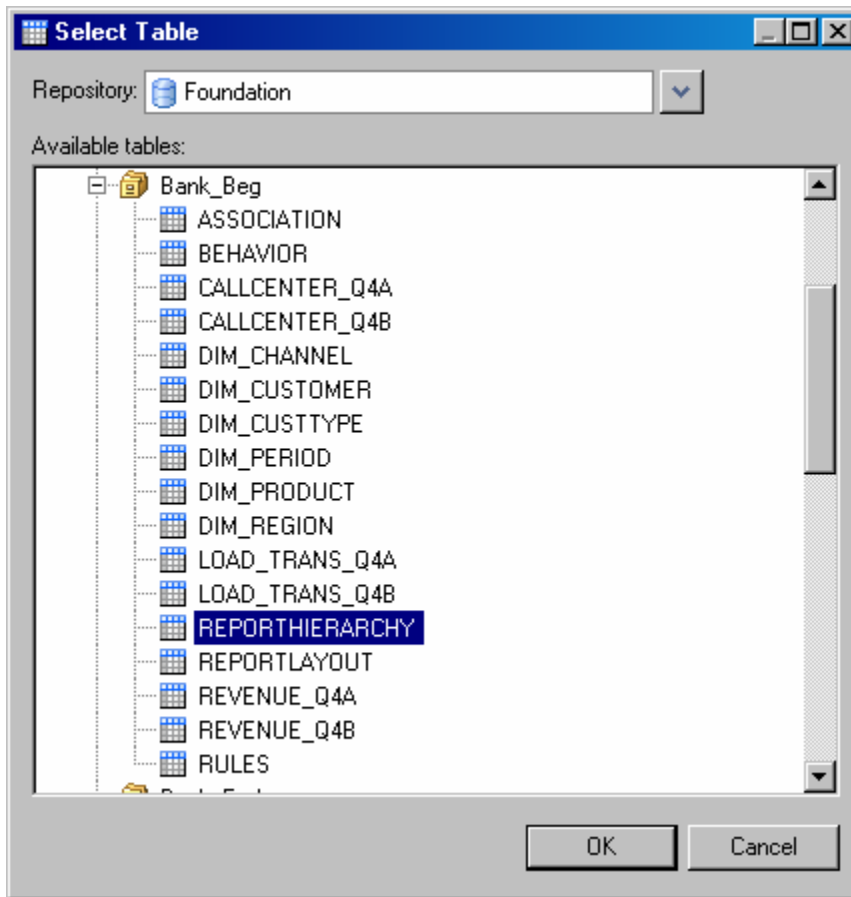 Select Table
Repository: Foundation
Available tables:
Bank_Beg
ASSOCIATION
BEHAVIOR
CALLCENTER_Q4A
CALLCENTER_Q4B
DIM_CHANNEL
DIM_CUSTOMER
DIM_CUSTTYPE
DIM_PERIOD
DIM_PRODUCT
DIM_REGION
LOAD_TRANS_Q4A
LOAD_TRANS_Q4B
REPORTHIERARCHY
REPORTLAYOUT
REVENUE_Q4A
REVENUE_Q4B
RULES
OK Cancel